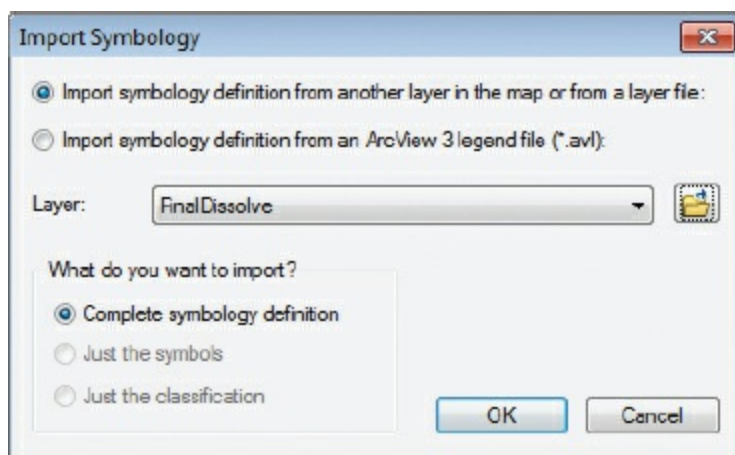 Import Symbology
Import symbology definition from another layer in the map or from a layer file:
Import symbology definition from an ArcView 3 legend file (*.avl):
Layer: FinalDissolve
What do you want to import?
Complete symbology definition
Just the symbols
Just the classification
OK Cancel